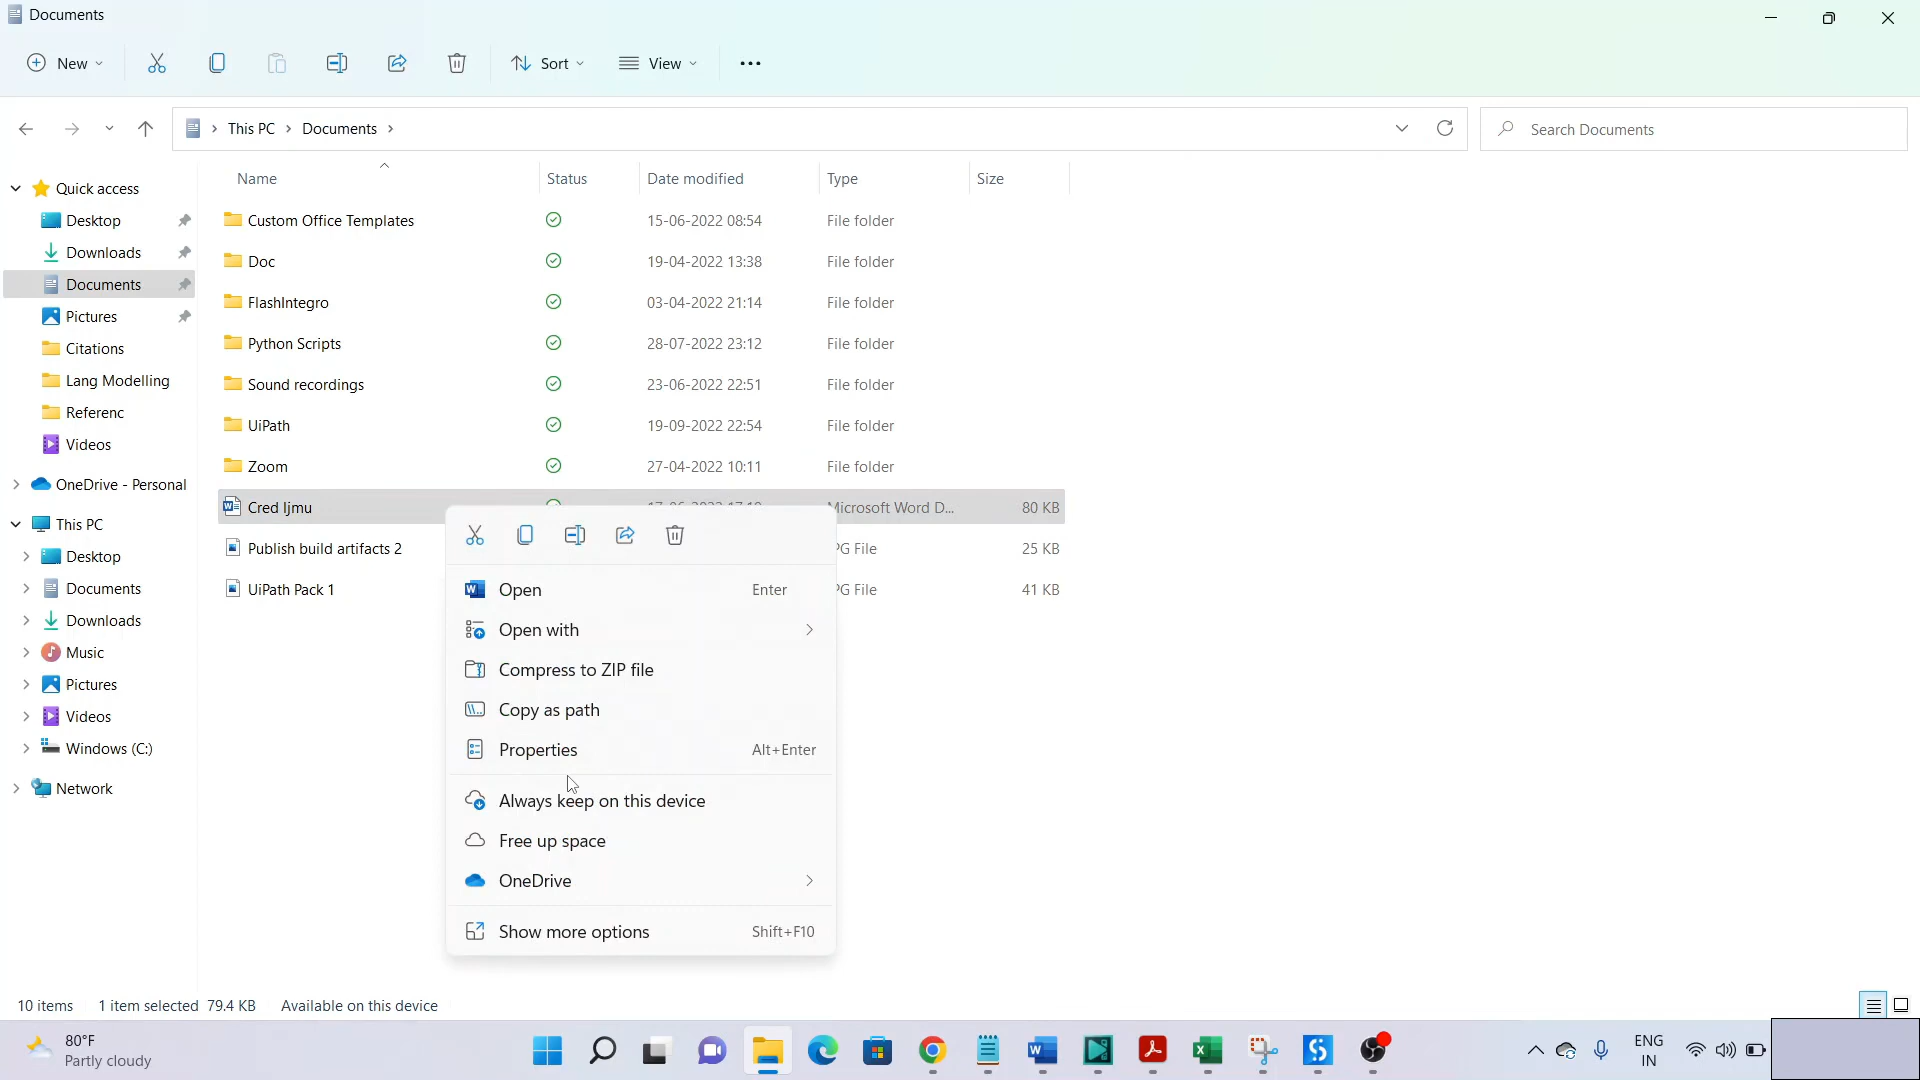 Documents
New
Sort
View
This PC
Documents
Search Documents
Name
Status
Date modified
Type
Size
Quick access
Desktop
Downloads
Documents
Pictures
Citations
Lang Modelling
Referenc
Videos
OneDrive - Personal
This PC
Desktop
Documents
Downloads
Music
Pictures
Videos
Windows (C:)
Network
Custom Office Templates 15-06-2022 08:54 File folder
Doc 19-04-2022 13:38 File folder
FlashIntegro 03-04-2022 21:14 File folder
Python Scripts 28-07-2022 23:12 File folder
Sound recordings 23-06-2022 22:51 File folder
UiPath 19-09-2022 22:54 File folder
Zoom 27-04-2022 10:11 File folder
Cred ljmu Microsoft Word D... 80 KB
Publish build artifacts 2 PG File 25 KB
UiPath Pack 1 PG File 41 KB
Open Enter
Open with
Compress to ZIP file
Copy as path
Properties Alt+Enter
Always keep on this device
Free up space
OneDrive
Show more options Shift+F10
10 items 1 item selected 79.4 KB Available on this device
80°F
Partly cloudy
ENG
IN